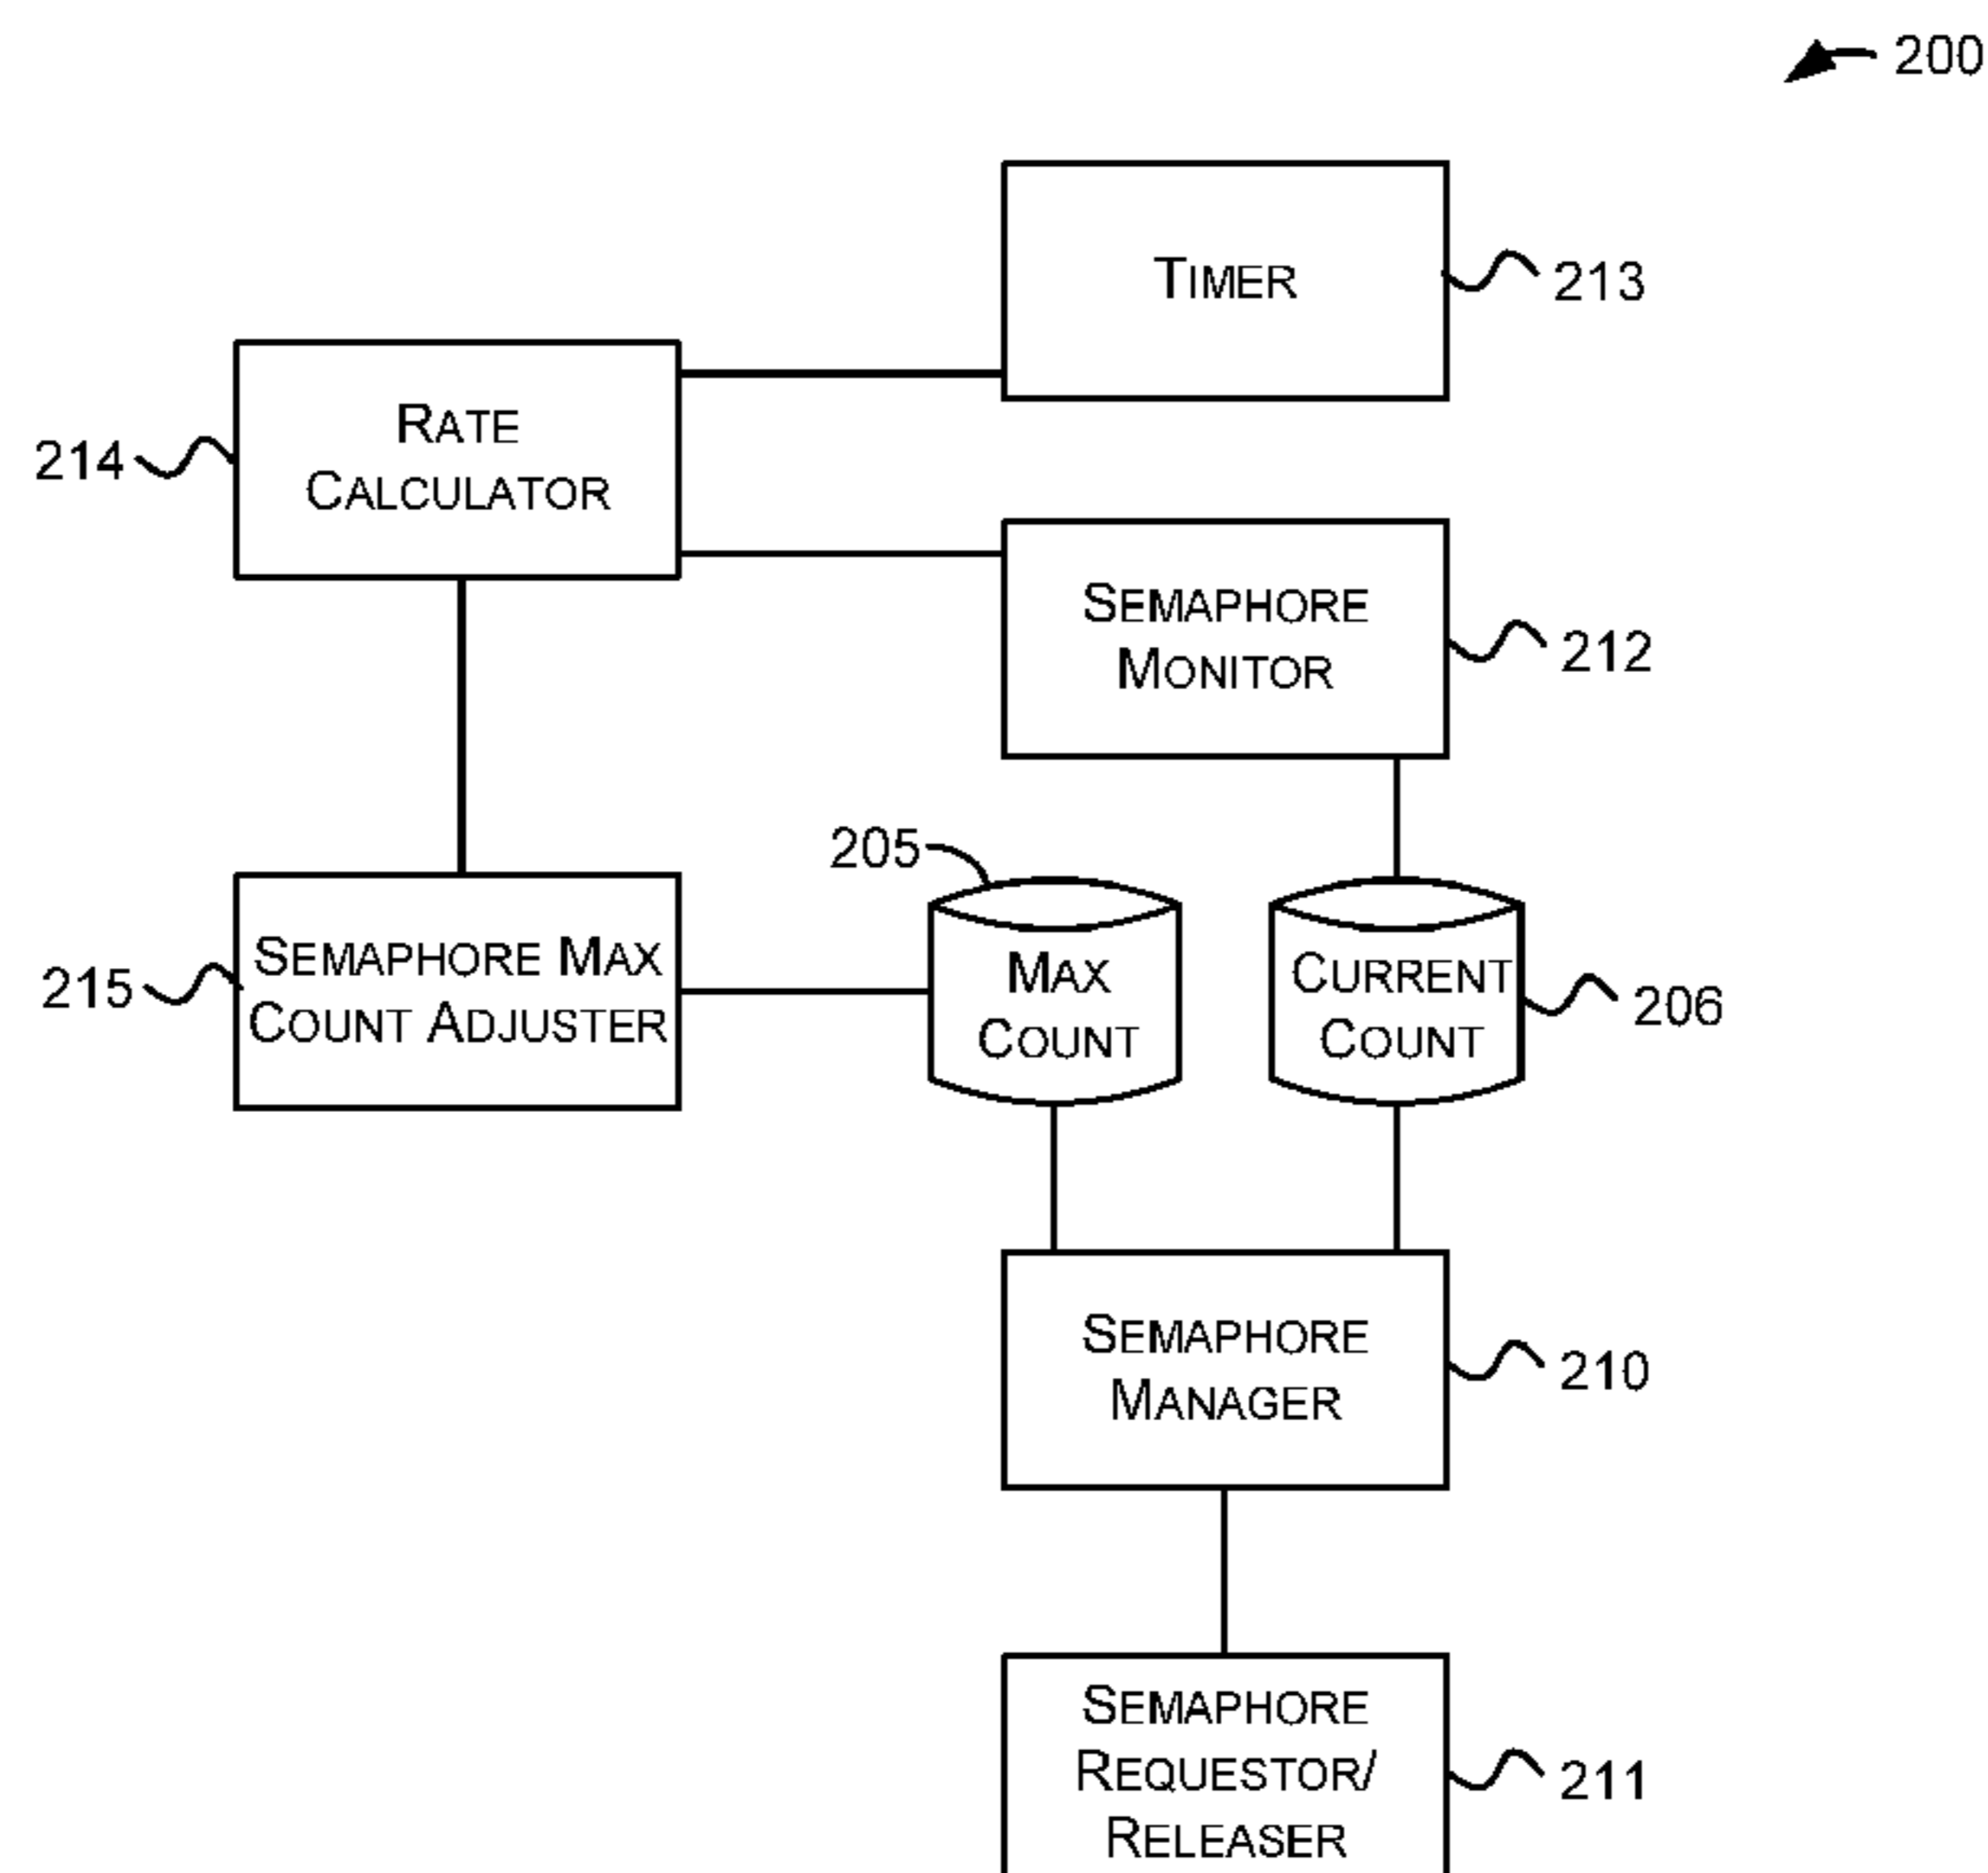 200
TIMER
213
RATE
CALCULATOR
214
SEMAPHORE
MONITOR
212
205
SEMAPHORE MAX
COUNT ADJUSTER
215
MAX
COUNT
CURRENT
COUNT
206
SEMAPHORE
MANAGER
210
SEMAPHORE
REQUESTOR/
RELEASER
211